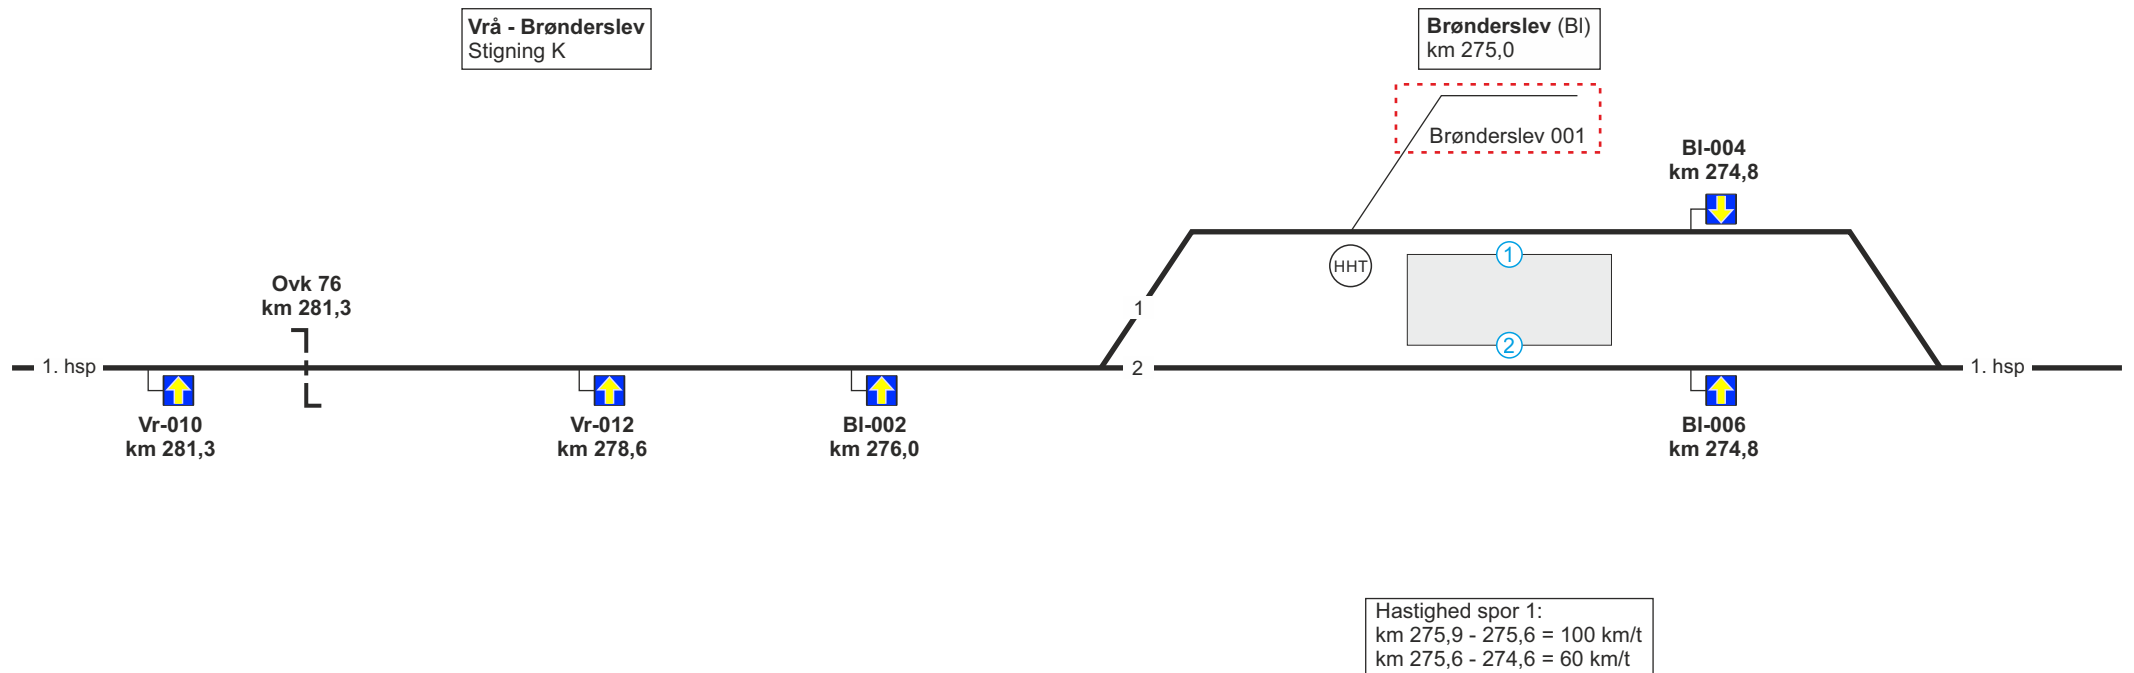 Vrå - Brønderslev
Stigning K
Brønderslev (Bl)
km 275,0
Brønderslev 001
Bl-004
km 274,8
HHT
1
Ovk 76
km 281,3
1
2
1. hsp
2
1. hsp
Vr-010
km 281,3
Vr-012
km 278,6
Bl-002
km 276,0
Bl-006
km 274,8
Hastighed spor 1:
km 275,9 - 275,6 = 100 km/t
km 275,6 - 274,6 = 60 km/t